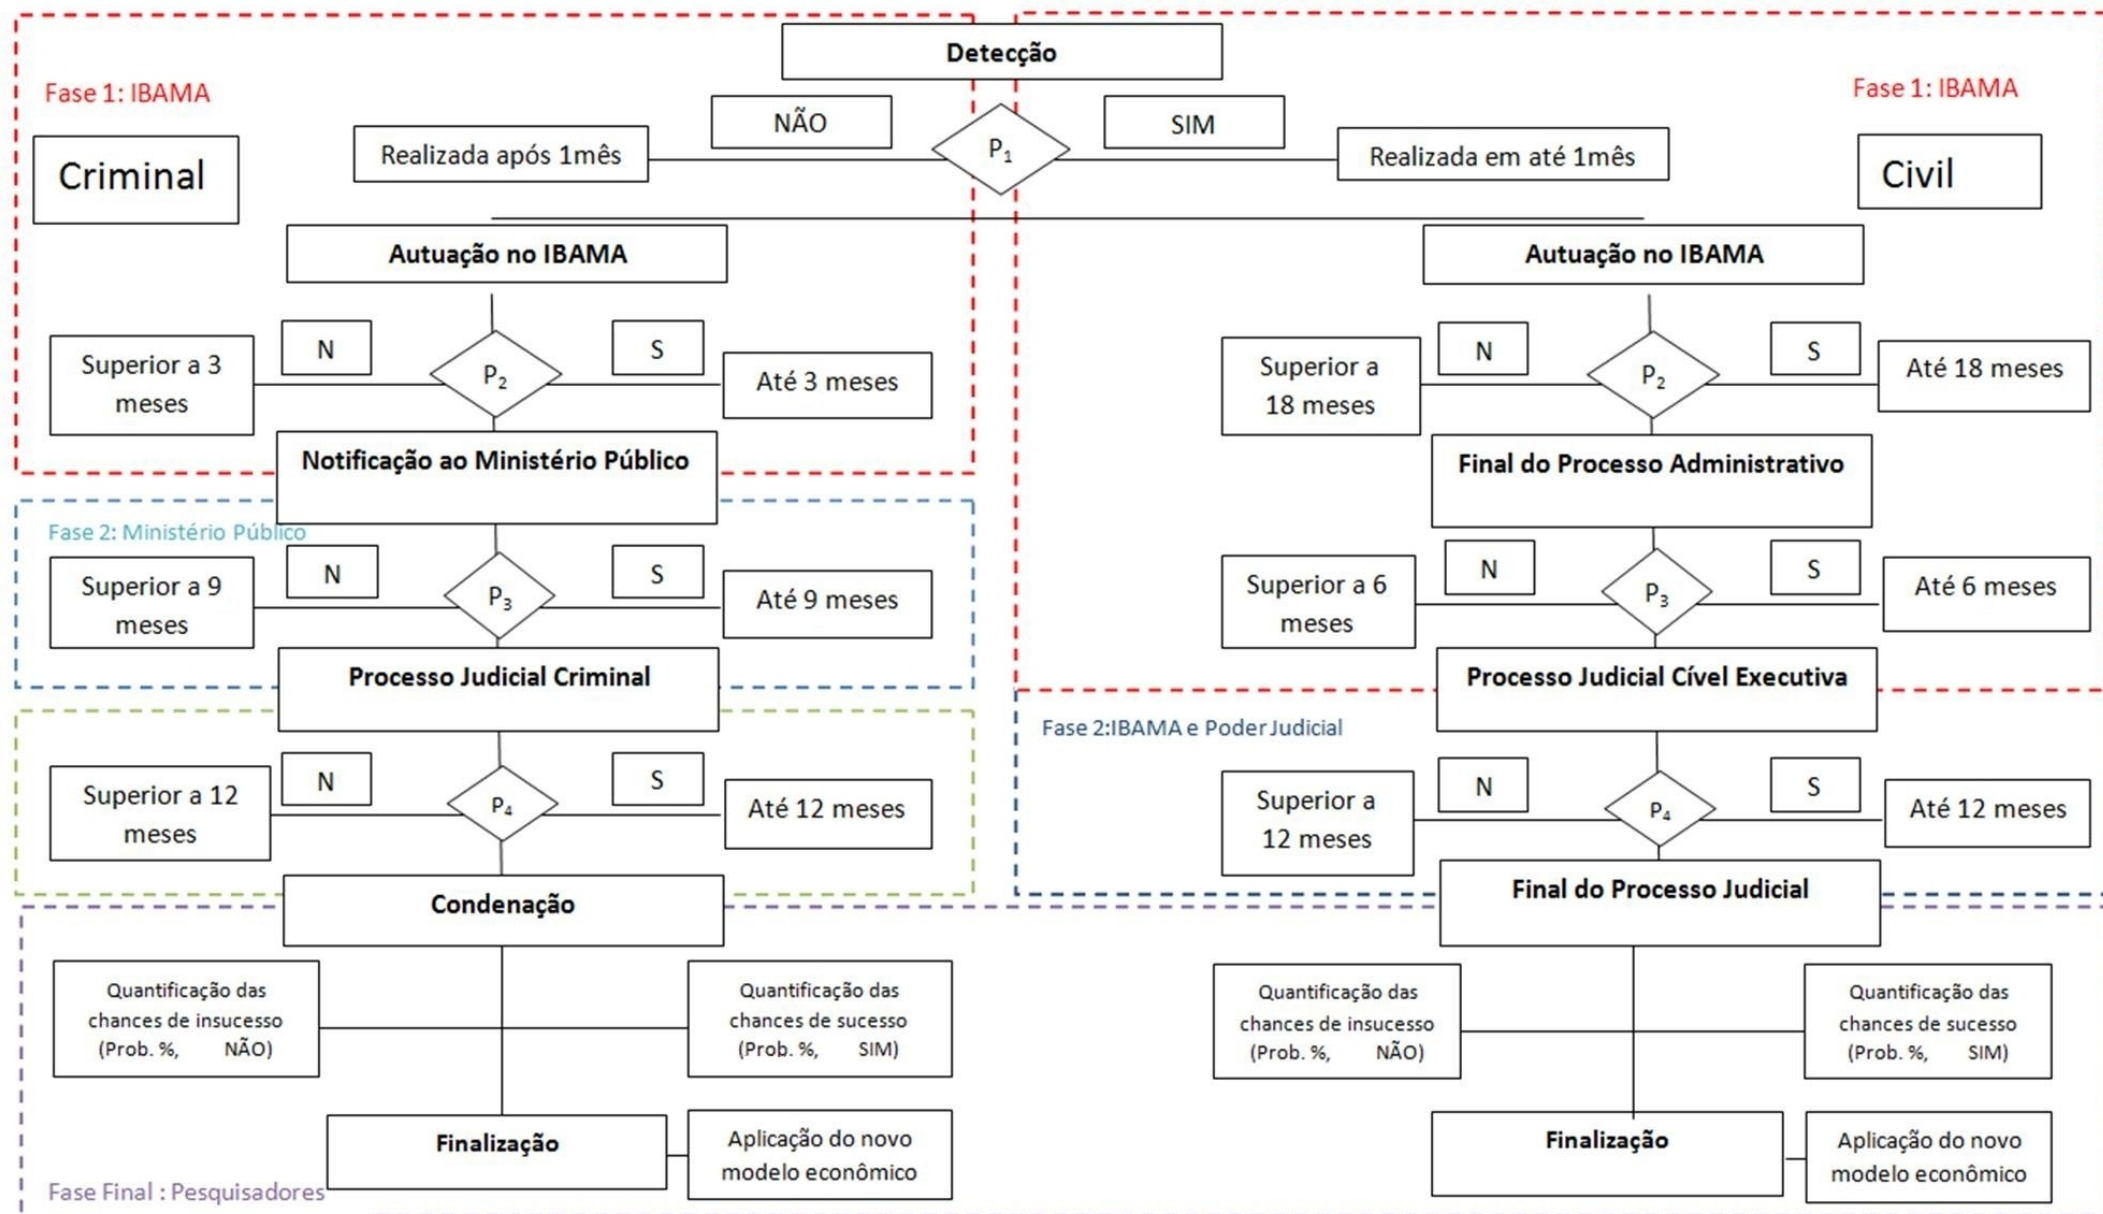 Detecção
Fase 1: IBAMA
Fase 1: IBAMA
NÃO
SIM
P1
Realizada após 1mês
Realizada em até 1mês
Criminal
Civil
Autuação no IBAMA
Autuação no IBAMA
N
S
Superior a 3
meses
P2
Até 3 meses
N
S
Superior a
18 meses
P2
Até 18 meses
Notificação ao Ministério Público
Final do Processo Administrativo
Fase 2: Ministério Público
N
S
Superior a 9
meses
P3
Até 9 meses
N
S
Superior a 6
meses
P3
Até 6 meses
Processo Judicial Criminal
Processo Judicial Cível Executiva
Fase 2:IBAMA e Poder Judicial
N
S
Superior a 12
meses
P4
Até 12 meses
N
S
Superior a
12 meses
P4
Até 12 meses
Condenação
Final do Processo Judicial
Quantificação das
chances de insucesso
(Prob. %, NÃO)
Quantificação das
chances de sucesso
(Prob. %, SIM)
Quantificação das
chances de insucesso
(Prob. %, NÃO)
Quantificação das
chances de sucesso
(Prob. %, SIM)
Finalização
Aplicação do novo
modelo econômico
Finalização
Aplicação do novo
modelo econômico
Fase Final : Pesquisadores